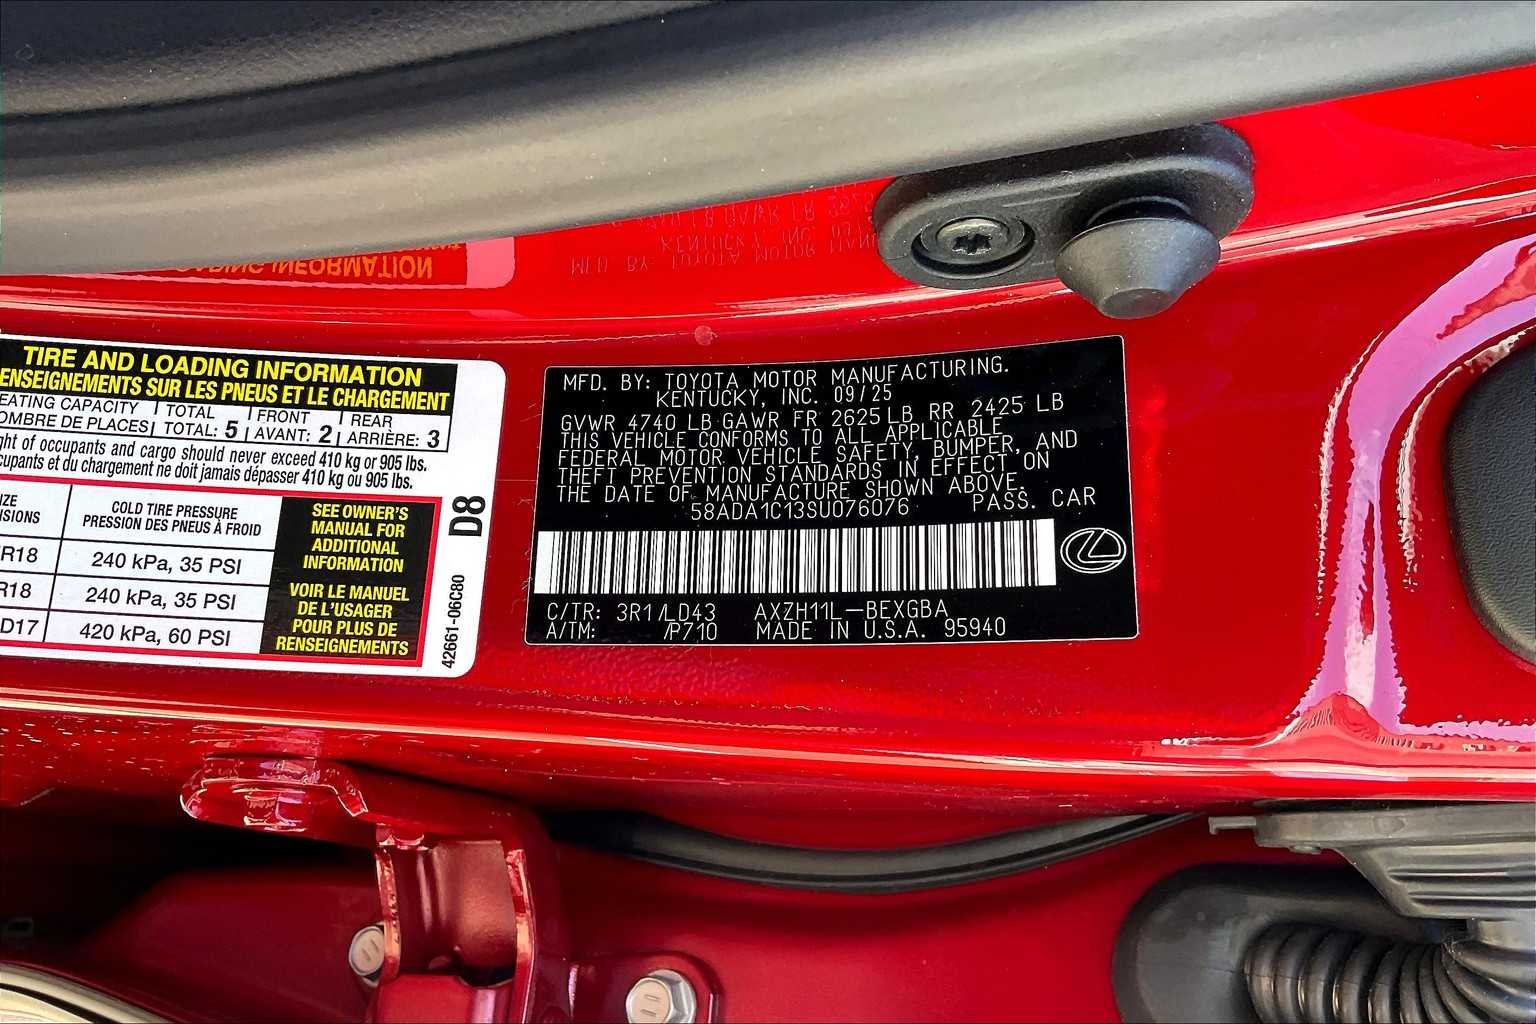 TIRE AND LOADING INFORMATION
ENSEIGNEMENTS SUR LES PNEUS ET LE CHARGEMENT
EATING CAPACITY | TOTAL | FRONT | REAR
OMBRE DE PLACES | TOTAL: 5 | AVANT: 2 | ARRIÈRE: 3
ght of occupants and cargo should never exceed 410 kg or 905 lbs.
cupants et du chargement ne doit jamais dépasser 410 kg ou 905 lbs.
COLD TIRE PRESSURE
PRESSION DES PNEUS À FROID
R18 240 kPa, 35 PSI
R18 240 kPa, 35 PSI
D17 420 kPa, 60 PSI
SEE OWNER'S
MANUAL FOR
ADDITIONAL
INFORMATION
VOIR LE MANUEL
DE L'USAGER
POUR PLUS DE
RENSEIGNEMENTS
D8
42661-06C80
MFD. BY: TOYOTA MOTOR MANUFACTURING.
KENTUCKY, INC. 09/25
GVWR 4740 LB GAWR FR 2625 LB RR 2425 LB
THIS VEHICLE CONFORMS TO ALL APPLICABLE
FEDERAL MOTOR VEHICLE SAFETY, BUMPER, AND
THEFT PREVENTION STANDARDS IN EFFECT ON
THE DATE OF MANUFACTURE SHOWN ABOVE.
58ADA1C13SU076076 PASS. CAR
C/TR: 3R1/LD43 AXZH11L-BEXGBA
A/TM: /P710 MADE IN U.S.A. 95940